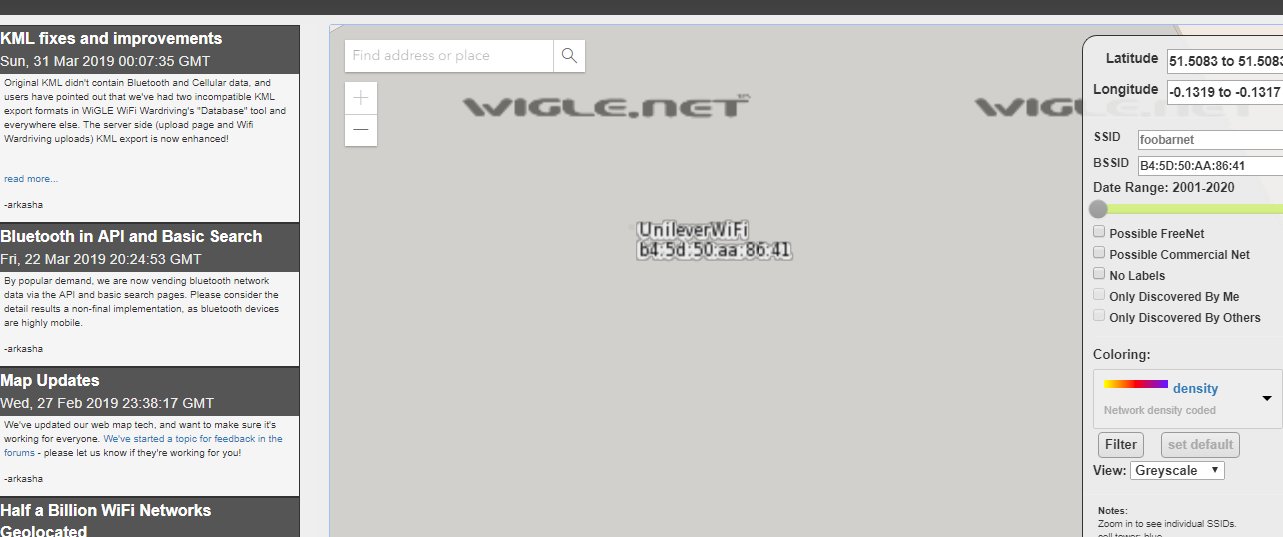 KML fixes and improvements
Sun, 31 Mar 2019 00:07:35 GMT
Original KML didn't contain Bluetooth and Cellular data, and
users have pointed out that we've had two incompatible KML
export formats in WiGLE WiFi Wardriving's "Database" tool and
everywhere else. The server side (upload page and Wifi
Wardriving uploads) KML export is now enhanced!
read more...
-arkasha
Bluetooth in API and Basic Search
Fri, 22 Mar 2019 20:24:53 GMT
By popular demand, we are now vending bluetooth network
data via the API and basic search pages. Please consider the
detail results a non-final implementation, as bluetooth devices
are highly mobile.
-arkasha
Map Updates
Wed, 27 Feb 2019 23:38:17 GMT
We've updated our web map tech, and want to make sure it's
working for everyone. We've started a topic for feedback in the
forums - please let us know if they're working for you!
-arkasha
Half a Billion WiFi Networks
Geolocated
Find address or place
+
−
WIGLE.NET
WIGLE.NET
UnileverWiFi
b4:5d:50:aa:86:41
Latitude 51.5083 to 51.5083
Longitude -0.1319 to -0.1317
SSID foobarnet
BSSID B4:5D:50:AA:86:41
Date Range: 2001-2020
Possible FreeNet
Possible Commercial Net
No Labels
Only Discovered By Me
Only Discovered By Others
Coloring:
density
Network density coded
Filter set default
View: Greyscale
Notes:
Zoom in to see individual SSIDs.
cell tower: blue